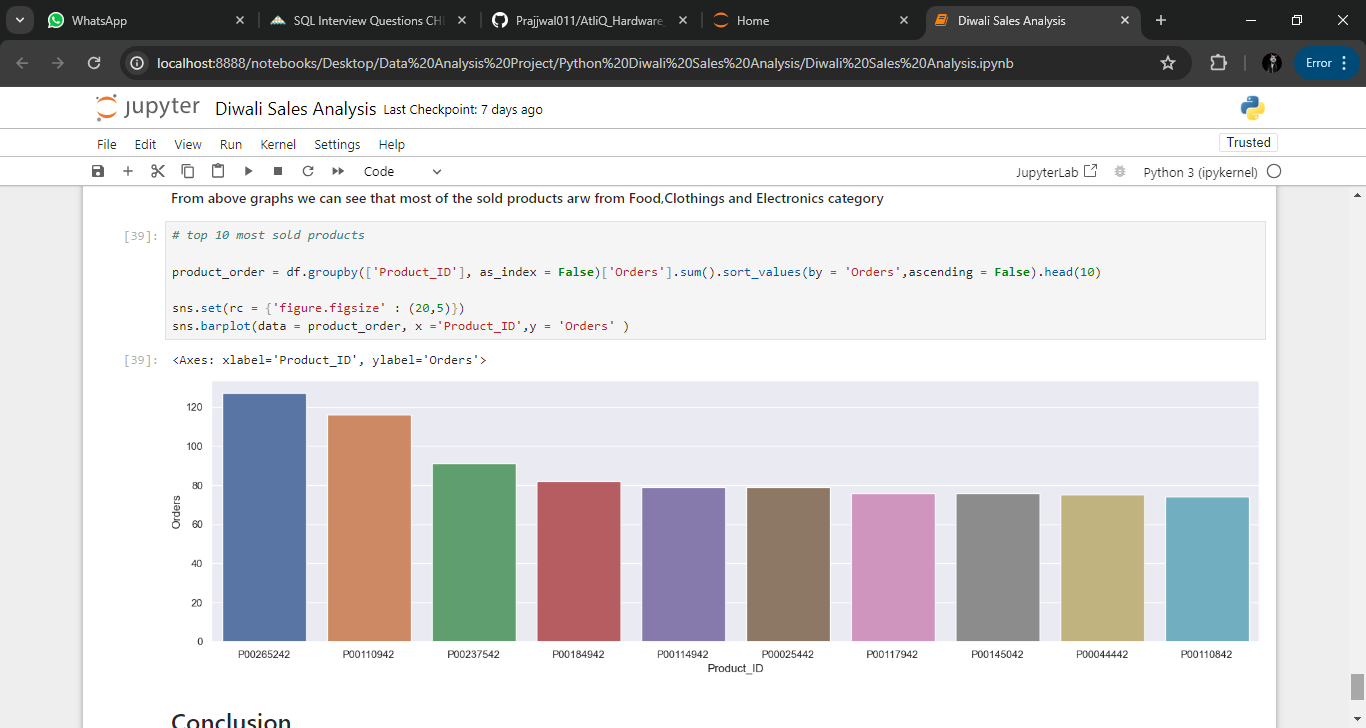 WhatsApp
SQL Interview Questions CH
Prajjwal011/AtliQ_Hardware_
Home
Diwali Sales Analysis
localhost:8888/notebooks/Desktop/Data%20Analysis%20Project/Python%20Diwali%20Sales%20Analysis/Diwali%20Sales%20Analysis.ipynb
Error
jupyter Diwali Sales Analysis Last Checkpoint: 7 days ago
File Edit View Run Kernel Settings Help
Trusted
Code
JupyterLab
Python 3 (ipykernel)
From above graphs we can see that most of the sold products arw from Food,Clothings and Electronics category
[39]: # top 10 most sold products
product_order = df.groupby(['Product_ID'], as_index = False)['Orders'].sum().sort_values(by = 'Orders',ascending = False).head(10)
sns.set(rc = {'figure.figsize' : (20,5)})
sns.barplot(data = product_order, x ='Product_ID',y = 'Orders' )
[39]: <Axes: xlabel='Product_ID', ylabel='Orders'>
120
100
80
60
40
20
0
Orders
P00265242 P00110942 P00237542 P00184942 P00114942 P00025442 P00117942 P00145042 P00044442 P00110842
Product_ID
Conclusion